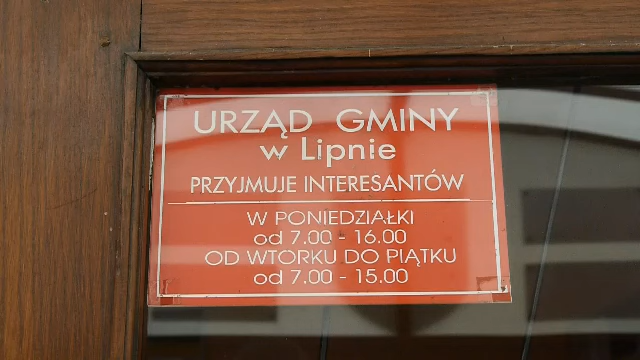 URZĄD GMINY
w Lipnie
PRZYJMUJE INTERESANTÓW
W PONIEDZIAŁKI
od 7.00 - 16.00
OD WTORKU DO PIĄTKU
od 7.00 - 15.00